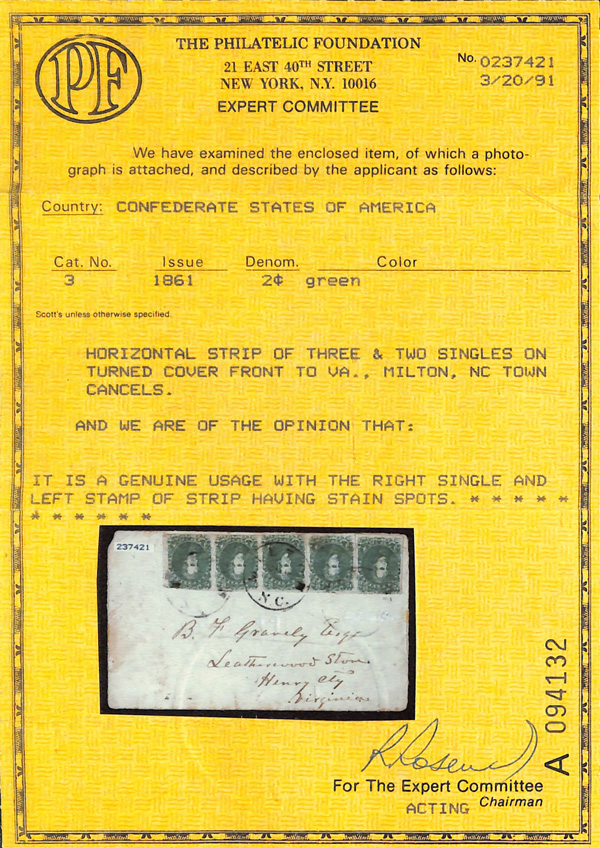 PF
THE PHILATELIC FOUNDATION
21 EAST 40TH STREET
NEW YORK, N.Y. 10016
EXPERT COMMITTEE
No. 0237421
3/20/91
We have examined the enclosed item, of which a photo-
graph is attached, and described by the applicant as follows:
Country: CONFEDERATE STATES OF AMERICA
Cat. No. Issue Denom. Color
3 1861 2¢ green
Scott's unless otherwise specified.
HORIZONTAL STRIP OF THREE & TWO SINGLES ON
TURNED COVER FRONT TO VA., MILTON, NC TOWN
CANCELS.
AND WE ARE OF THE OPINION THAT:
IT IS A GENUINE USAGE WITH THE RIGHT SINGLE AND
LEFT STAMP OF STRIP HAVING STAIN SPOTS. * * * * *
* * * * * *
237421
N.C.
B. F Gravely Esqr
Leatherwood Store
Henry Cty
Virginia
A 094132
For The Expert Committee
ACTING Chairman